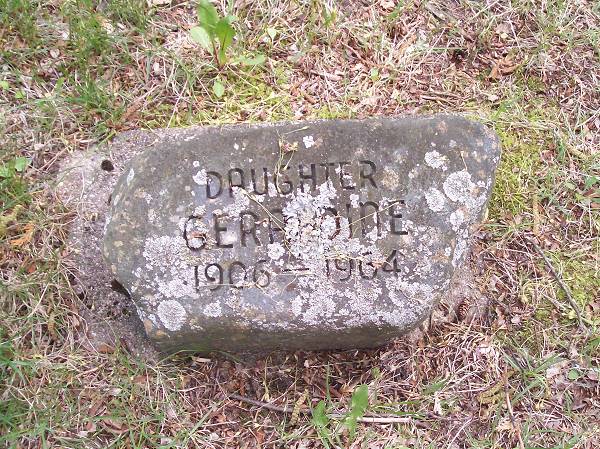 DAUGHTER
GERALDINE
1906 — 1964